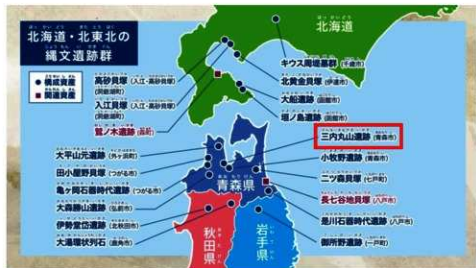 北海道・北東北の
縄文遺跡群
構成資産
関連資産
北海道
キウス周堤墓群(千歳市)
北黄金貝塚(伊達市)
大船遺跡(函館市)
垣ノ島遺跡(函館市)
高砂貝塚(入江・高砂貝塚)
(洞爺湖町)
入江貝塚(入江・高砂貝塚)
(洞爺湖町)
鷲ノ木遺跡(森町)
三内丸山遺跡(青森市)
小牧野遺跡(青森市)
二ツ森貝塚(七戸町)
長七谷地貝塚(八戸市)
是川石器時代遺跡(八戸市)
御所野遺跡(一戸町)
大平山元遺跡(外ヶ浜町)
田小屋野貝塚(つがる市)
亀ヶ岡石器時代遺跡(つがる市)
大森勝山遺跡(弘前市)
伊勢堂岱遺跡(北秋田市)
大湯環状列石(鹿角市)
青森県
秋田県
岩手県